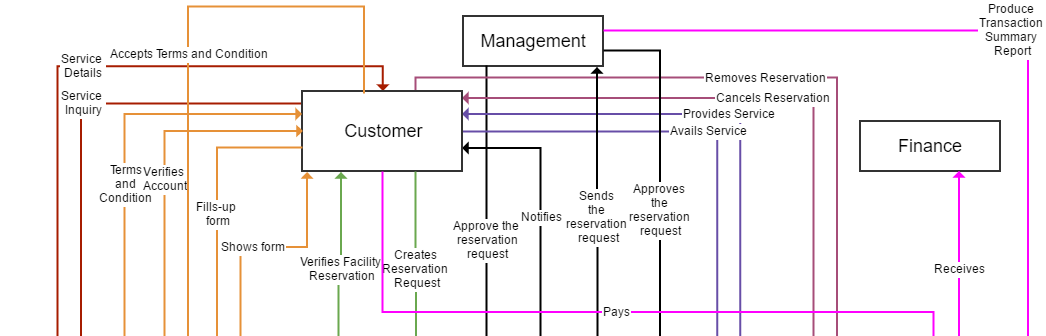 Produce
Transaction
Summary
Report
Management
Accepts Terms and Condition
Service
Details
Removes Reservation
Service
Inquiry
Cancels Reservation
Provides Service
Customer
Avails Service
Finance
Terms
and
Condition
Verifies
Account
Fills-up
form
Shows form
Verifies Facility
Reservation
Creates
Reservation
Request
Approve the
reservation
request
Notifies
Sends
the
reservation
request
Approves
the
reservation
request
Receives
Pays